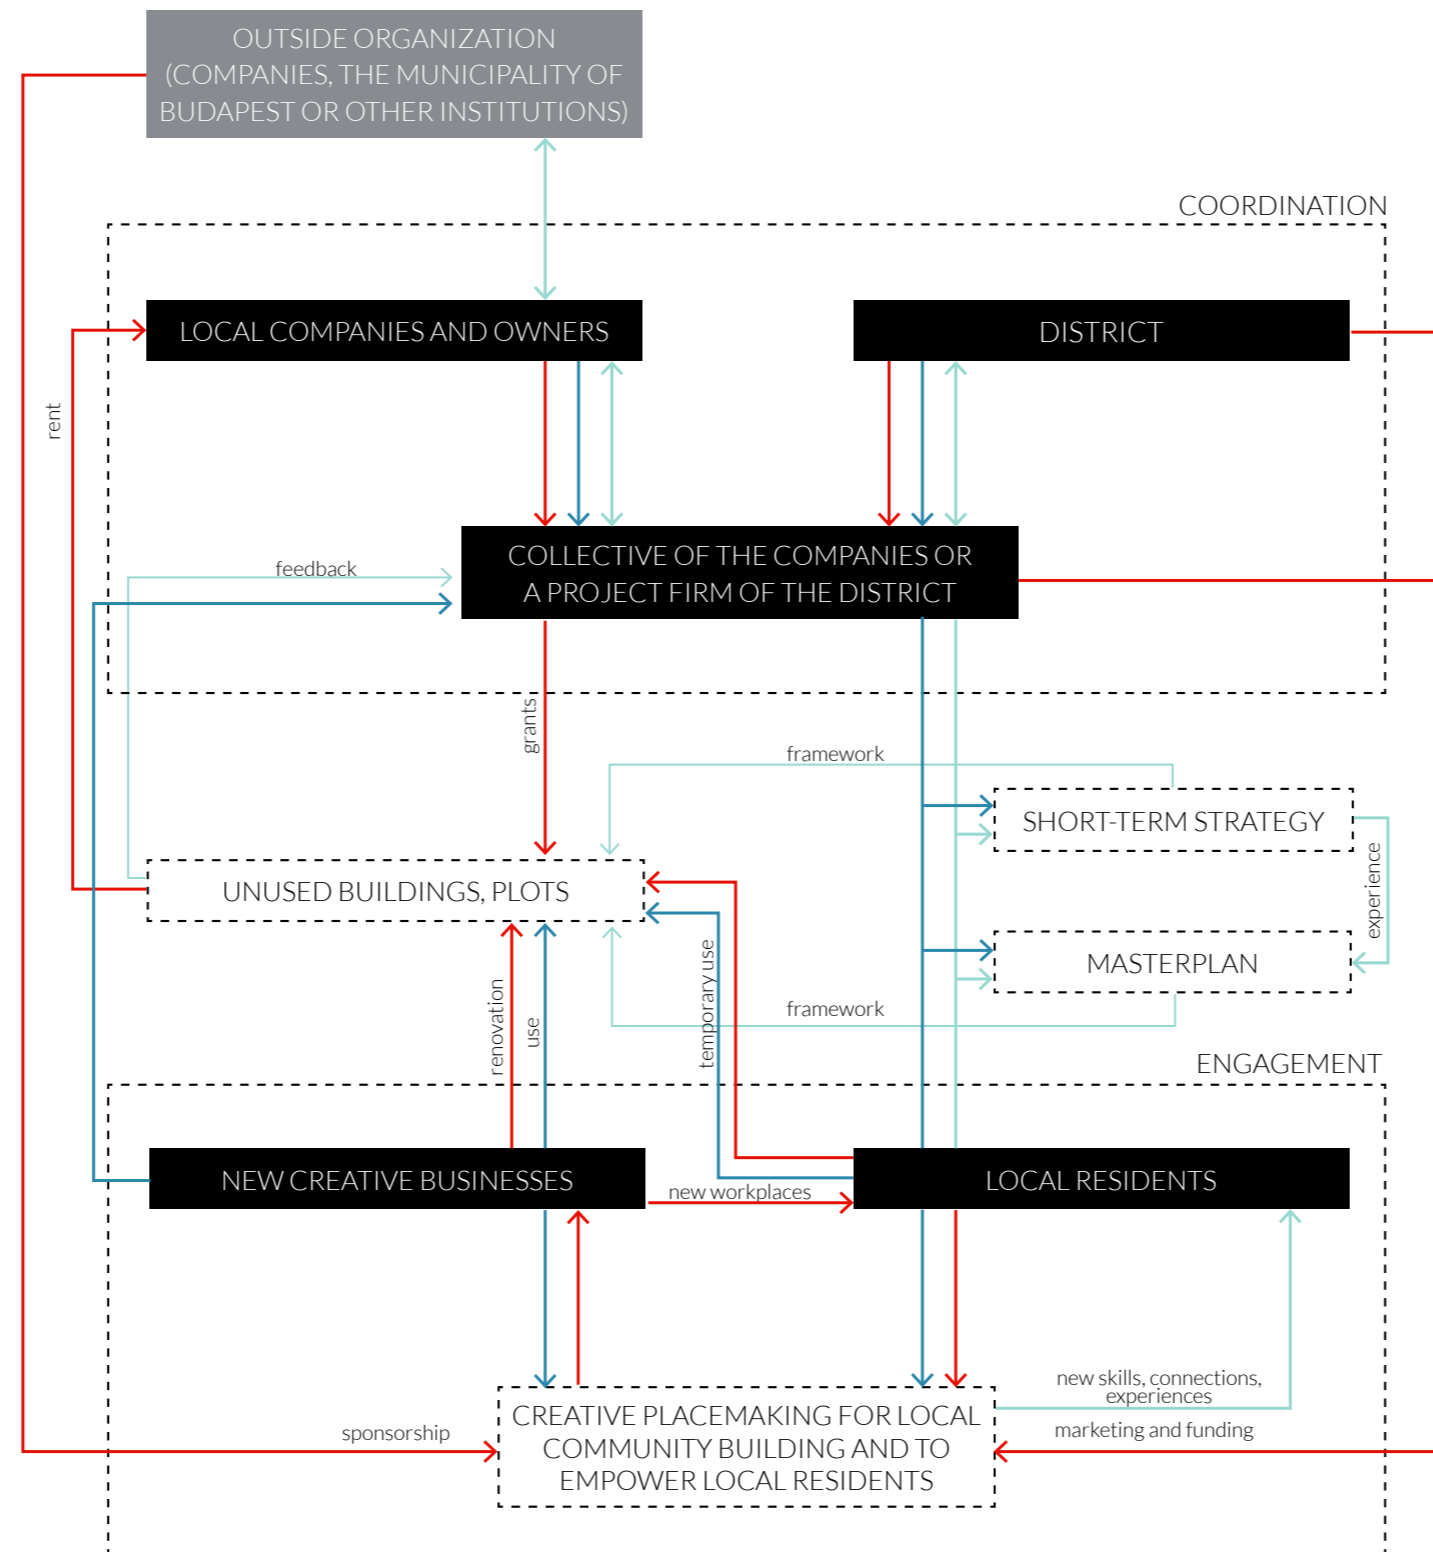 OUTSIDE ORGANIZATION
(COMPANIES, THE MUNICIPALITY OF
BUDAPEST OR OTHER INSTITUTIONS)
COORDINATION
LOCAL COMPANIES AND OWNERS
DISTRICT
rent
COLLECTIVE OF THE COMPANIES OR
A PROJECT FIRM OF THE DISTRICT
feedback
grants
framework
SHORT-TERM STRATEGY
experience
UNUSED BUILDINGS, PLOTS
MASTERPLAN
framework
renovation
use
temporary use
ENGAGEMENT
NEW CREATIVE BUSINESSES
new workplaces
LOCAL RESIDENTS
new skills, connections,
experiences
sponsorship
CREATIVE PLACEMAKING FOR LOCAL
COMMUNITY BUILDING AND TO
EMPOWER LOCAL RESIDENTS
marketing and funding